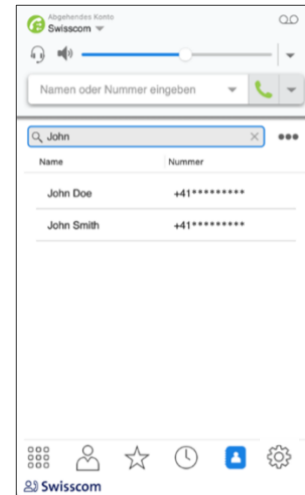 Abgehendes Konto
Swisscom
Namen oder Nummer eingeben
John
Name Nummer
John Doe +41*********
John Smith +41*********
Swisscom